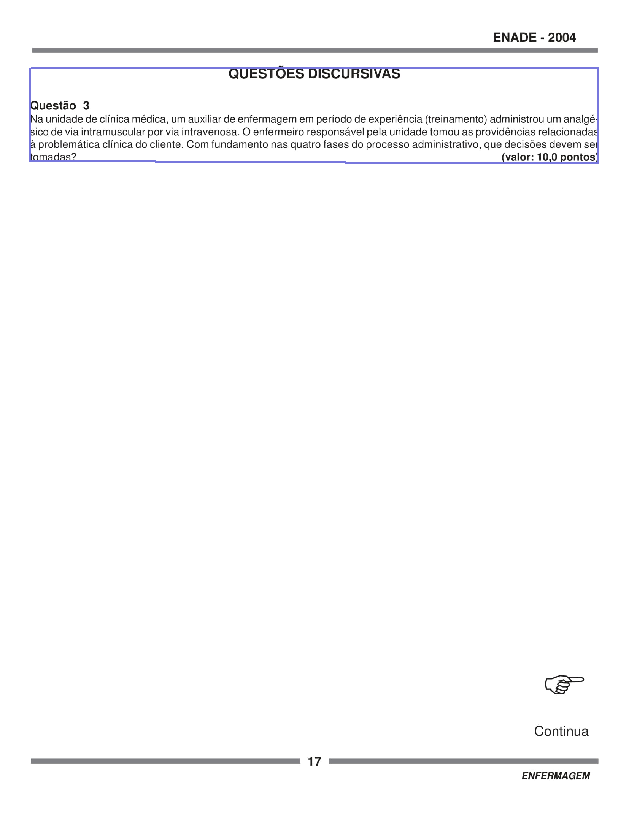 ENADE - 2004
QUESTÕES DISCURSIVAS
Questão 3
Na unidade de clínica médica, um auxiliar de enfermagem em período de experiência (treinamento) administrou um analgé-
sico de via intramuscular por via intravenosa. O enfermeiro responsável pela unidade tomou as providências relacionadas
à problemática clínica do cliente. Com fundamento nas quatro fases do processo administrativo, que decisões devem ser
tomadas? (valor: 10,0 pontos)
Continua
17
ENFERMAGEM